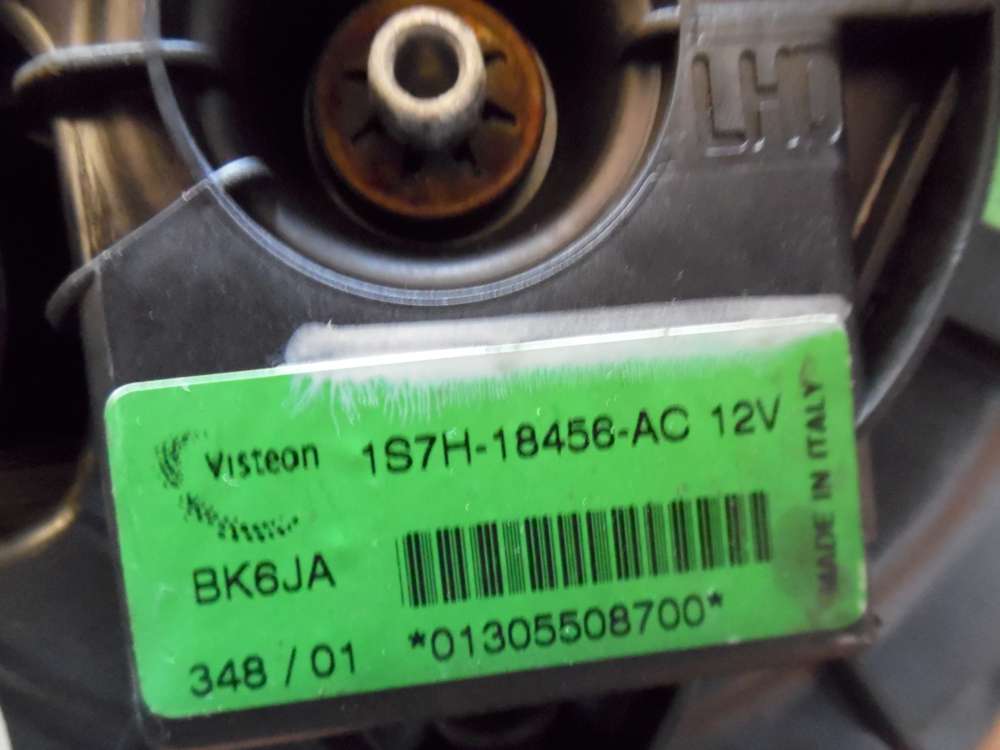 LHD
Visteon 1S7H-18456-AC 12V
BK6JA
*01305508700*
348 / 01
MADE IN ITALY